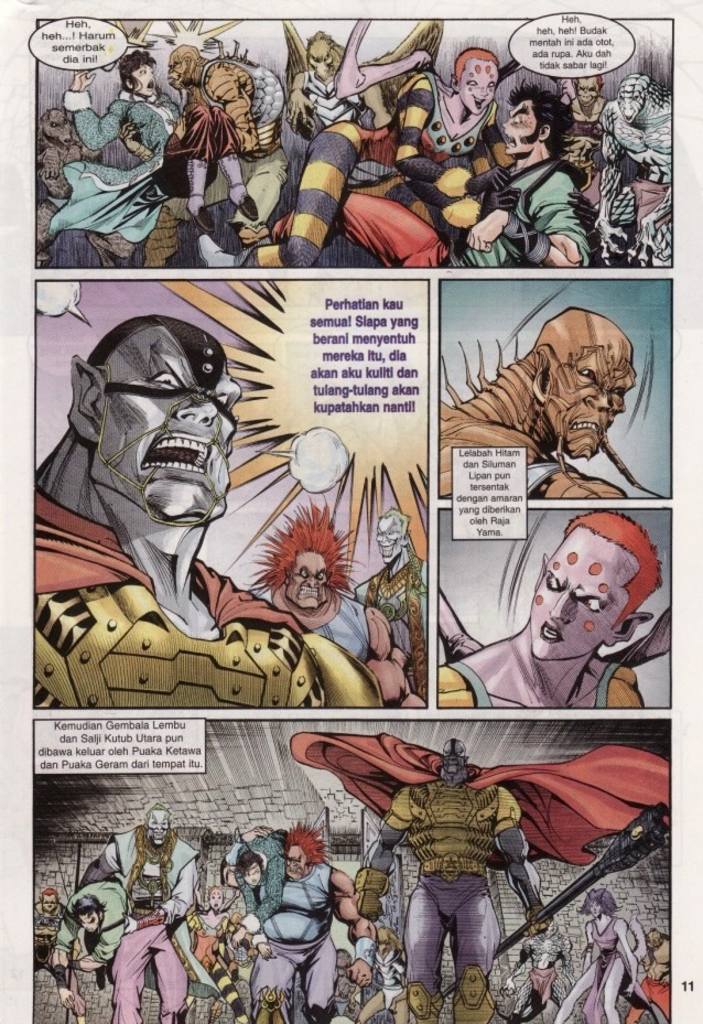 Heh,
heh...! Harum
semerbak
dia ini!
Heh,
heh, heh! Budak
mentah ini ada otot,
ada rupa. Aku dah
tidak sabar lagi!
Perhatian kau
semua! Siapa yang
berani menyentuh
mereka itu, dia
akan aku kuliti dan
tulang-tulang akan
kupatahkan nanti!
Lelabah Hitam
dan Siluman
Lipan pun
tersentak
dengan amaran
yang diberikan
oleh Raja
Yama.
Kemudian Gembala Lembu
dan Salji Kutub Utara pun
dibawa keluar oleh Puaka Ketawa
dan Puaka Geram dari tempat itu.
11